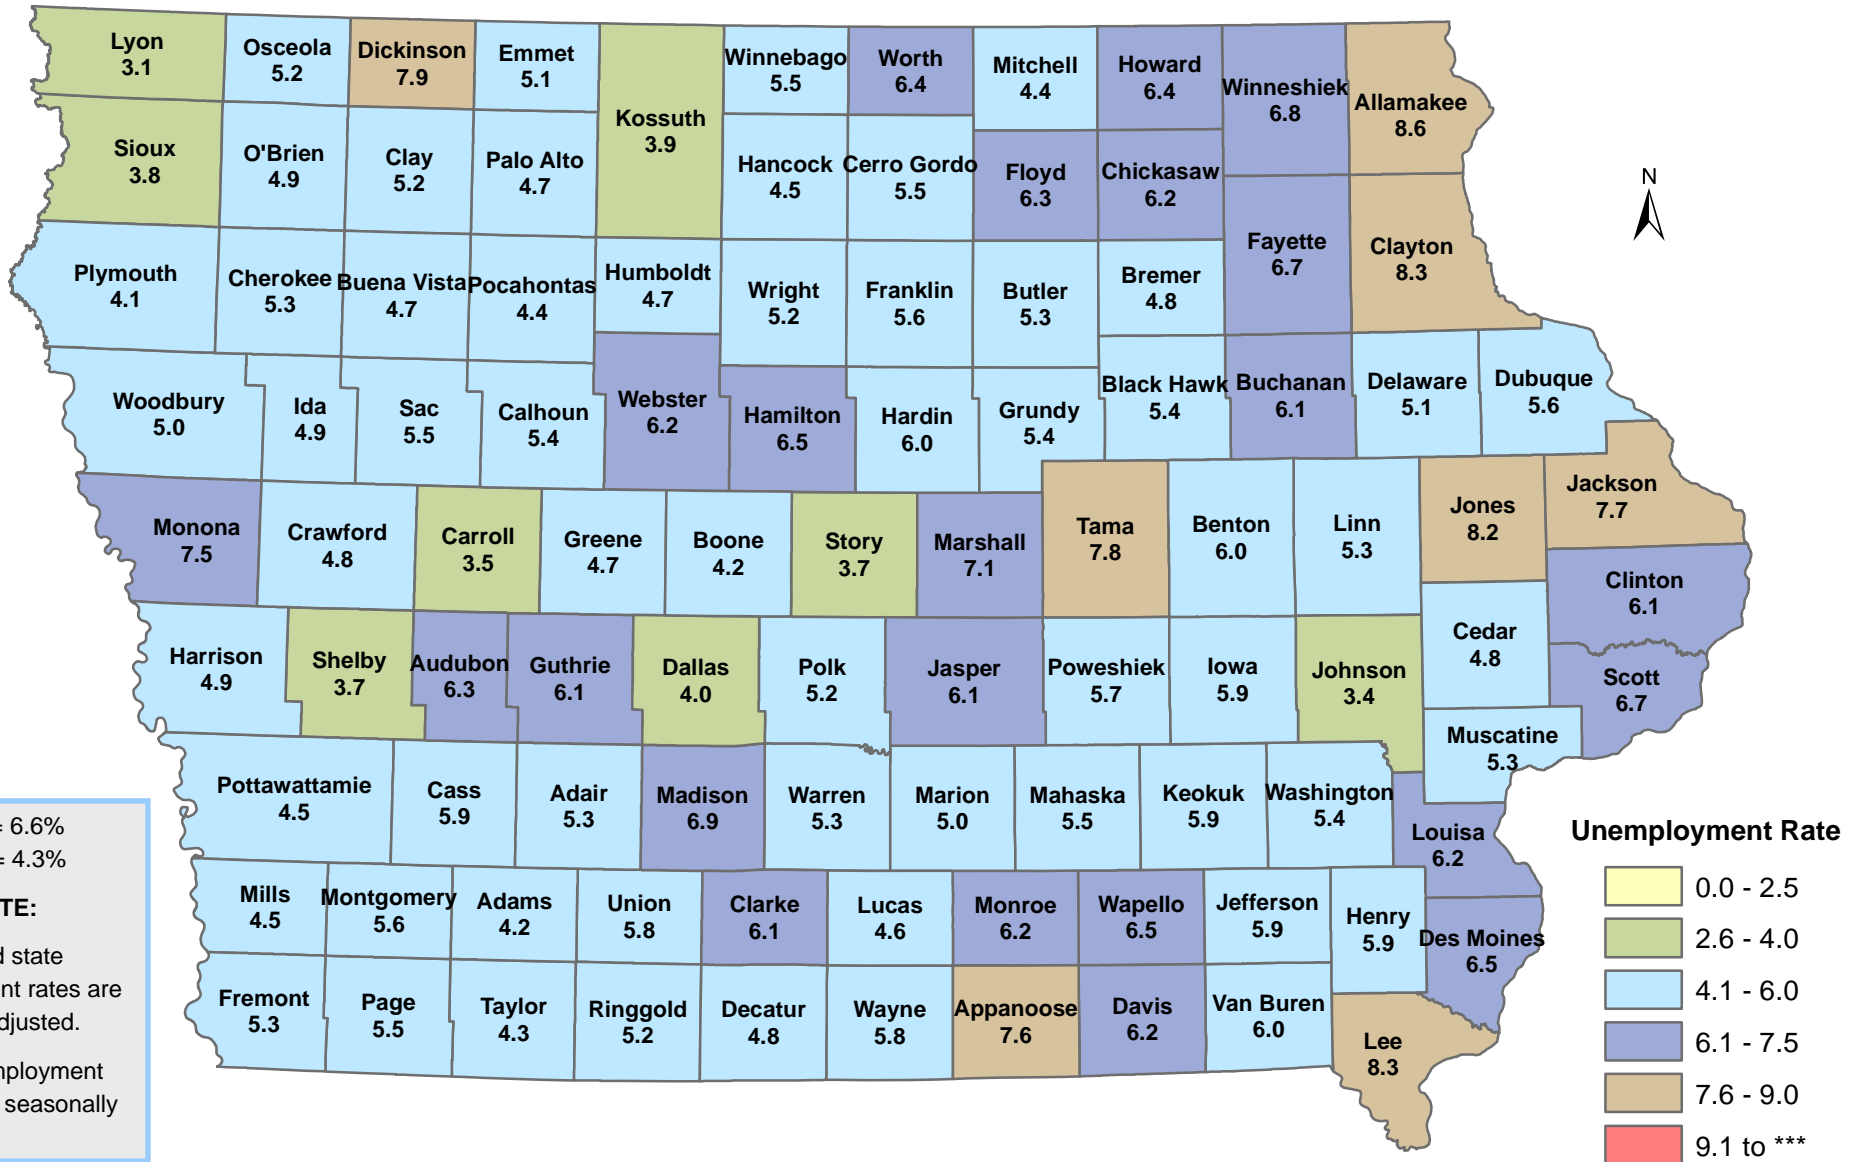 Lyon
3.1
Osceola
5.2
Dickinson
7.9
Emmet
5.1
Kossuth
3.9
Winnebago
5.5
Worth
6.4
Mitchell
4.4
Howard
6.4
Winneshiek
6.8
Allamakee
8.6
Sioux
3.8
O'Brien
4.9
Clay
5.2
Palo Alto
4.7
Hancock
4.5
Cerro Gordo
5.5
Floyd
6.3
Chickasaw
6.2
N
Plymouth
4.1
Cherokee
5.3
Buena Vista
4.7
Pocahontas
4.4
Humboldt
4.7
Wright
5.2
Franklin
5.6
Butler
5.3
Bremer
4.8
Fayette
6.7
Clayton
8.3
Woodbury
5.0
Ida
4.9
Sac
5.5
Calhoun
5.4
Webster
6.2
Hamilton
6.5
Hardin
6.0
Grundy
5.4
Black Hawk
5.4
Buchanan
6.1
Delaware
5.1
Dubuque
5.6
Monona
7.5
Crawford
4.8
Carroll
3.5
Greene
4.7
Boone
4.2
Story
3.7
Marshall
7.1
Tama
7.8
Benton
6.0
Linn
5.3
Jones
8.2
Jackson
7.7
Clinton
6.1
Harrison
4.9
Shelby
3.7
Audubon
6.3
Guthrie
6.1
Dallas
4.0
Polk
5.2
Jasper
6.1
Poweshiek
5.7
Iowa
5.9
Johnson
3.4
Cedar
4.8
Scott
6.7
Muscatine
5.3
Pottawattamie
4.5
Cass
5.9
Adair
5.3
Madison
6.9
Warren
5.3
Marion
5.0
Mahaska
5.5
Keokuk
5.9
Washington
5.4
Louisa
6.2
Mills
4.5
Montgomery
5.6
Adams
4.2
Union
5.8
Clarke
6.1
Lucas
4.6
Monroe
6.2
Wapello
6.5
Jefferson
5.9
Henry
5.9
Des Moines
6.5
Fremont
5.3
Page
5.5
Taylor
4.3
Ringgold
5.2
Decatur
4.8
Wayne
5.8
Appanoose
7.6
Davis
6.2
Van Buren
6.0
Lee
8.3
= 6.6%
= 4.3%
TE:
d state
nt rates are
djusted.
nployment
seasonally
Unemployment Rate
0.0 - 2.5
2.6 - 4.0
4.1 - 6.0
6.1 - 7.5
7.6 - 9.0
9.1 to ***